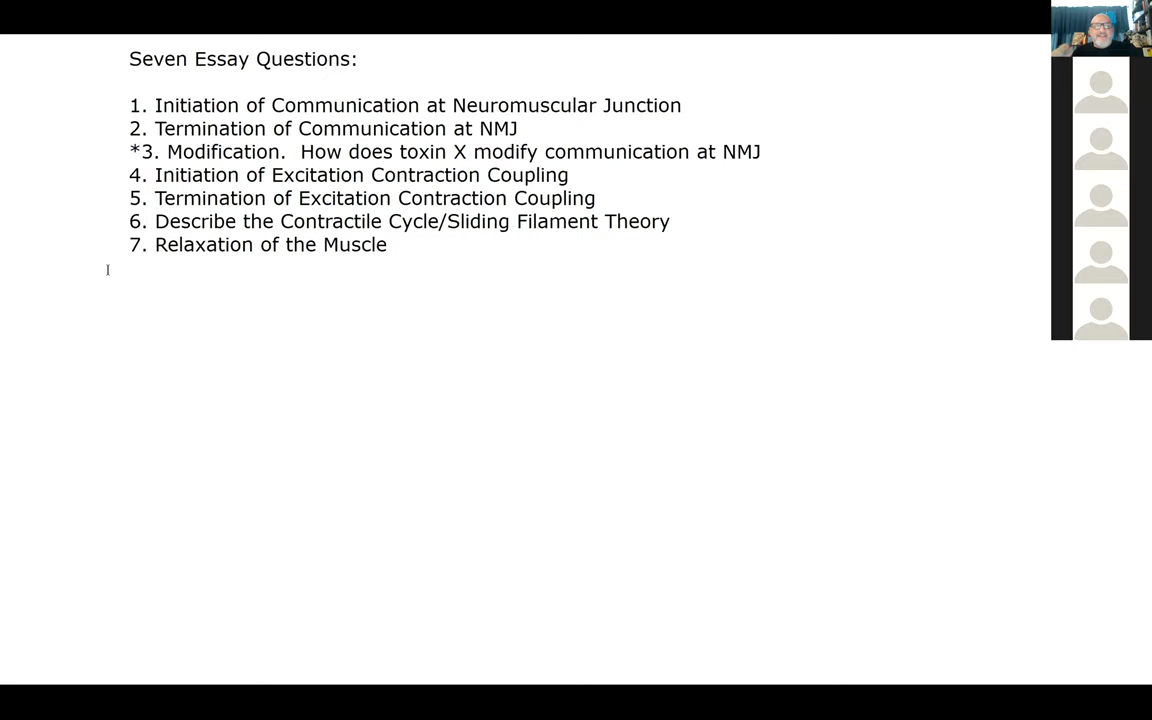 Seven Essay Questions:
1. Initiation of Communication at Neuromuscular Junction
2. Termination of Communication at NMJ
*3. Modification.  How does toxin X modify communication at NMJ
4. Initiation of Excitation Contraction Coupling
5. Termination of Excitation Contraction Coupling
6. Describe the Contractile Cycle/Sliding Filament Theory
7. Relaxation of the Muscle